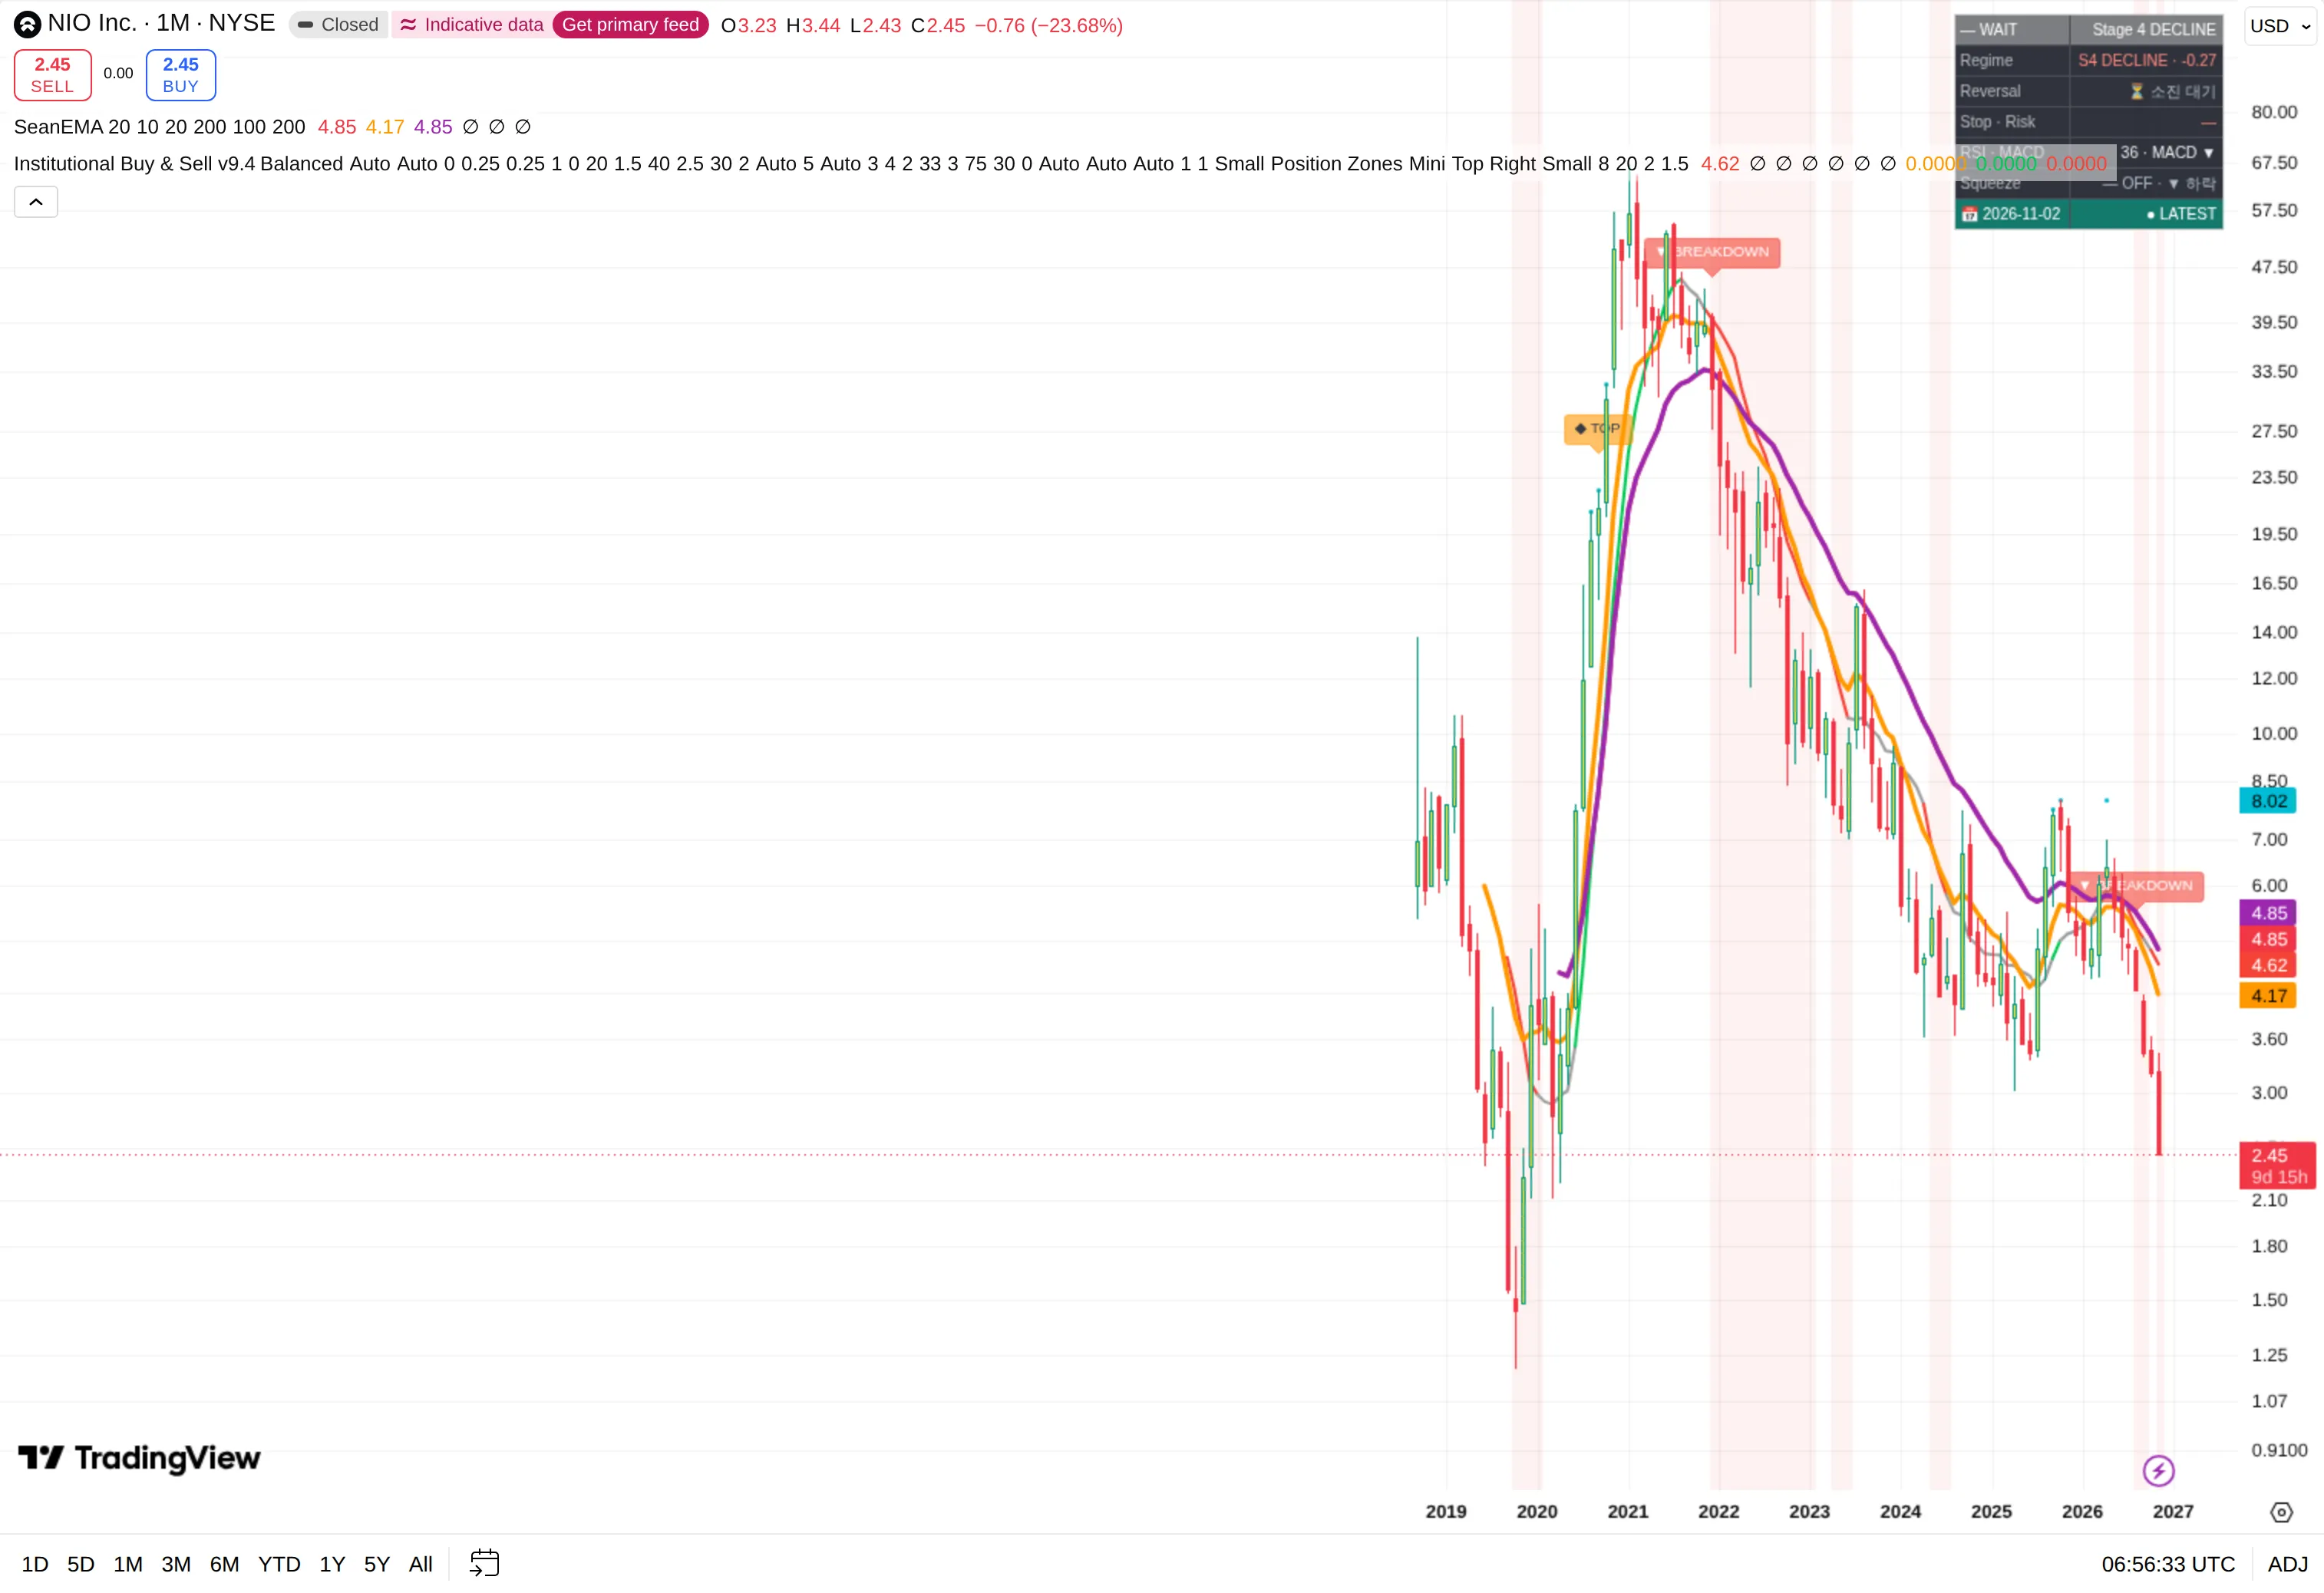 NIO Inc. · 1M · NYSE Closed Indicative data Get primary feed O3.23 H3.44 L2.43 C2.45 −0.76 (−23.68%)
2.45 SELL 0.00 2.45 BUY
SeanEMA 20 10 20 200 100 200 4.85 4.17 4.85 ∅ ∅ ∅
Institutional Buy & Sell v9.4 Balanced Auto Auto 0 0.25 0.25 1 0 20 1.5 40 2.5 30 2 Auto 5 Auto 3 4 2 33 3 75 30 0 Auto Auto Auto 1 1 Small Position Zones Mini Top Right Small 8 20 2 1.5 4.62 ∅ ∅ ∅ ∅ ∅ ∅ 0.0000 0.0000 0.0000
— WAIT Stage 4 DECLINE
Regime S4 DECLINE · -0.27
Reversal ⏳ 소진 대기
Stop · Risk —
RSI · MACD 36 · MACD ▼
Squeeze — OFF · ▼ 하락
📅 2026-11-02 ● LATEST
USD
▼ BREAKDOWN
◆ TOP
EAKDOWN
80.00
67.50
57.50
47.50
39.50
33.50
27.50
23.50
19.50
16.50
14.00
12.00
10.00
8.50
8.02
7.00
6.00
4.85
4.85
4.62
4.17
3.60
3.00
2.45
9d 15h
2.10
1.80
1.50
1.25
1.07
0.9100
TradingView
2019 2020 2021 2022 2023 2024 2025 2026 2027
1D 5D 1M 3M 6M YTD 1Y 5Y All
06:56:33 UTC ADJ